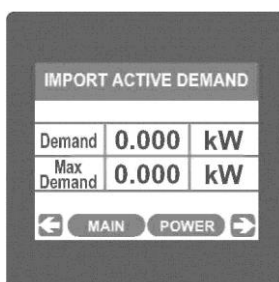 IMPORT ACTIVE DEMAND
Demand 0.000 kW
Max Demand 0.000 kW
MAIN POWER